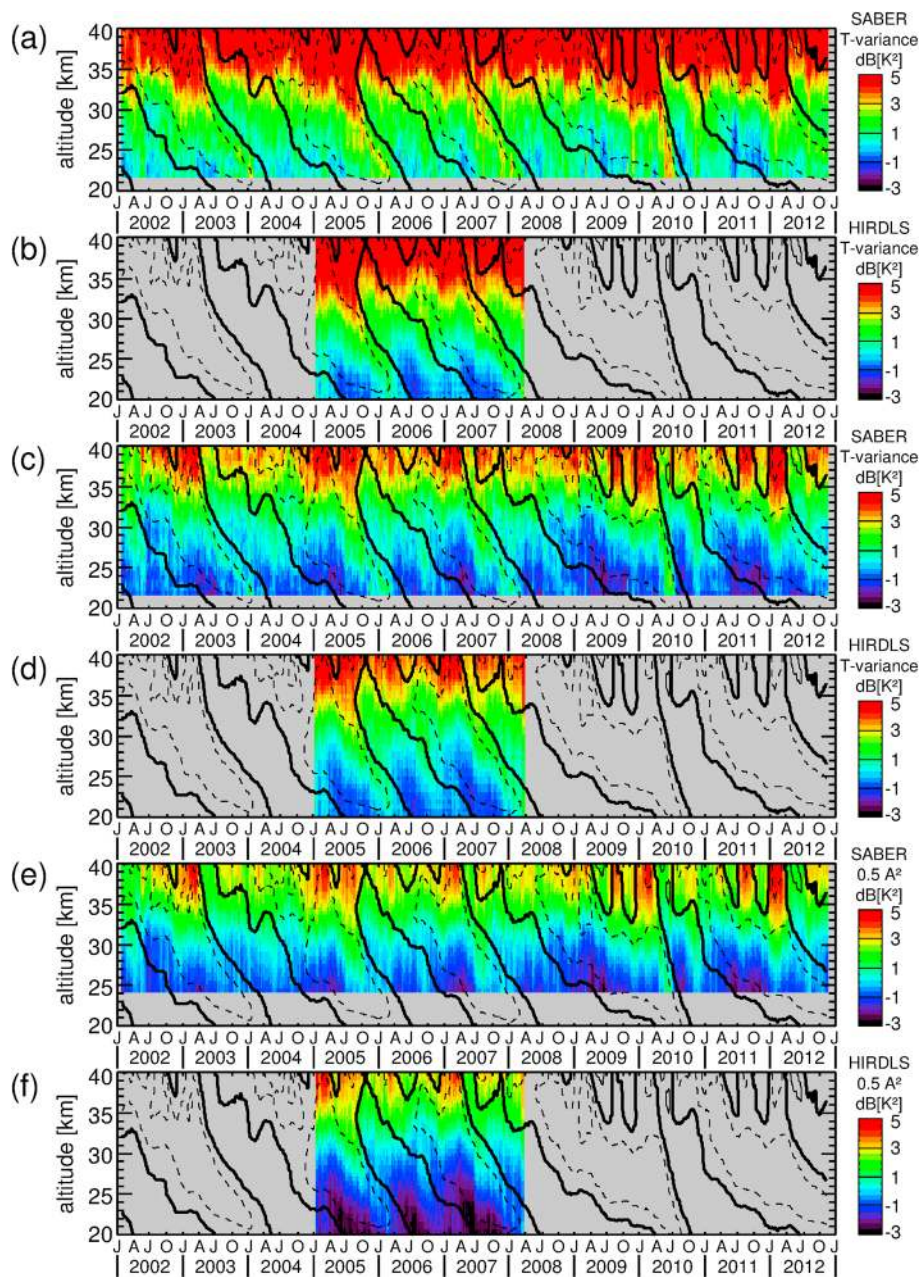 (a)
altitude [km]
40
35
30
25
20
SABER
T-variance
dB[K²]
5
3
1
-1
-3
J A J O J A J O J A J O J A J O J A J O J A J O J A J O J A J O J A J O J A J O J A J O J
2002 2003 2004 2005 2006 2007 2008 2009 2010 2011 2012
(b)
altitude [km]
40
35
30
25
20
HIRDLS
T-variance
dB[K²]
5
3
1
-1
-3
J A J O J A J O J A J O J A J O J A J O J A J O J A J O J A J O J A J O J A J O J A J O J
2002 2003 2004 2005 2006 2007 2008 2009 2010 2011 2012
(c)
altitude [km]
40
35
30
25
20
SABER
T-variance
dB[K²]
5
3
1
-1
-3
J A J O J A J O J A J O J A J O J A J O J A J O J A J O J A J O J A J O J A J O J A J O J
2002 2003 2004 2005 2006 2007 2008 2009 2010 2011 2012
(d)
altitude [km]
40
35
30
25
20
HIRDLS
T-variance
dB[K²]
5
3
1
-1
-3
J A J O J A J O J A J O J A J O J A J O J A J O J A J O J A J O J A J O J A J O J A J O J
2002 2003 2004 2005 2006 2007 2008 2009 2010 2011 2012
(e)
altitude [km]
40
35
30
25
20
SABER
0.5 A²
dB[K²]
5
3
1
-1
-3
J A J O J A J O J A J O J A J O J A J O J A J O J A J O J A J O J A J O J A J O J A J O J
2002 2003 2004 2005 2006 2007 2008 2009 2010 2011 2012
(f)
altitude [km]
40
35
30
25
20
HIRDLS
0.5 A²
dB[K²]
5
3
1
-1
-3
J A J O J A J O J A J O J A J O J A J O J A J O J A J O J A J O J A J O J A J O J A J O J
2002 2003 2004 2005 2006 2007 2008 2009 2010 2011 2012